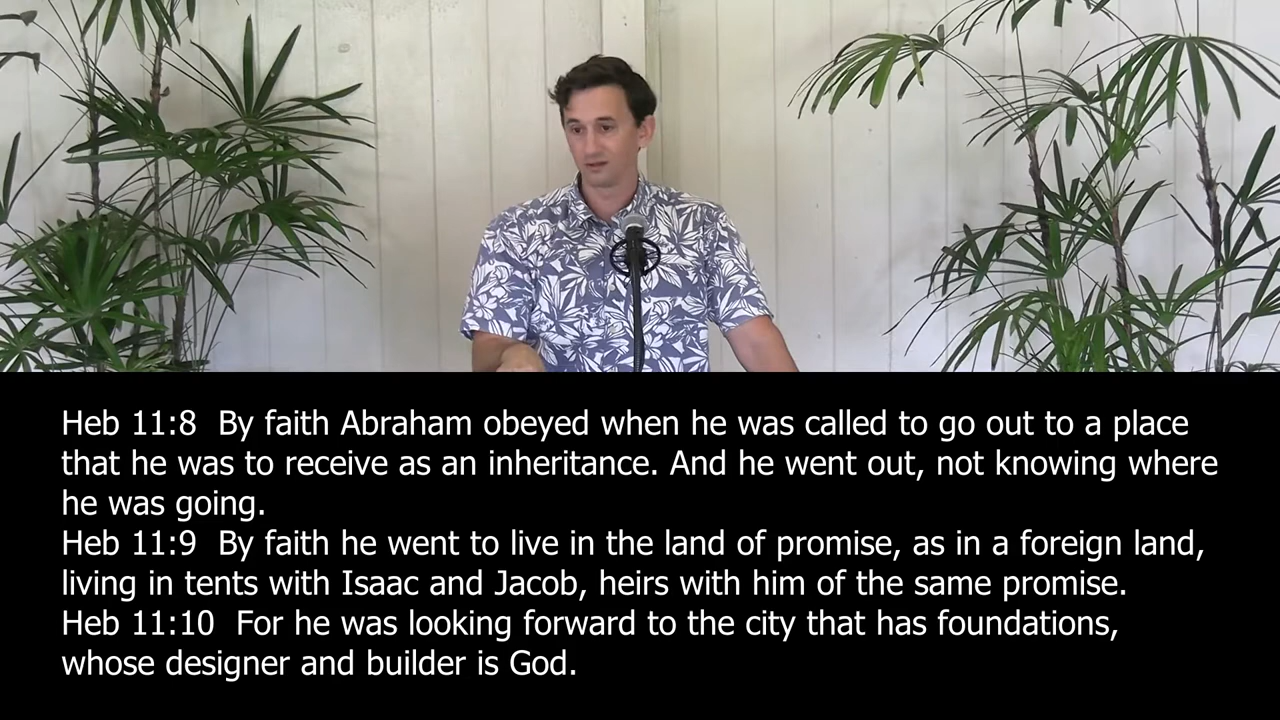 Heb 11:8  By faith Abraham obeyed when he was called to go out to a place
that he was to receive as an inheritance. And he went out, not knowing where
he was going.
Heb 11:9  By faith he went to live in the land of promise, as in a foreign land,
living in tents with Isaac and Jacob, heirs with him of the same promise.
Heb 11:10  For he was looking forward to the city that has foundations,
whose designer and builder is God.